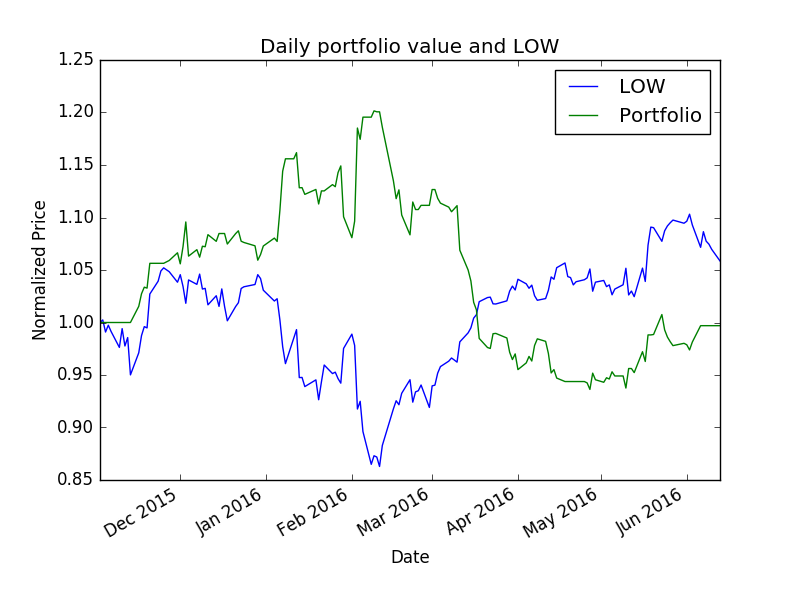 Daily portfolio value and LOW
LOW
Portfolio
1.25
1.20
1.15
1.10
1.05
1.00
0.95
0.90
0.85
Normalized Price
Dec 2015
Jan 2016
Feb 2016
Mar 2016
Apr 2016
May 2016
Jun 2016
Date